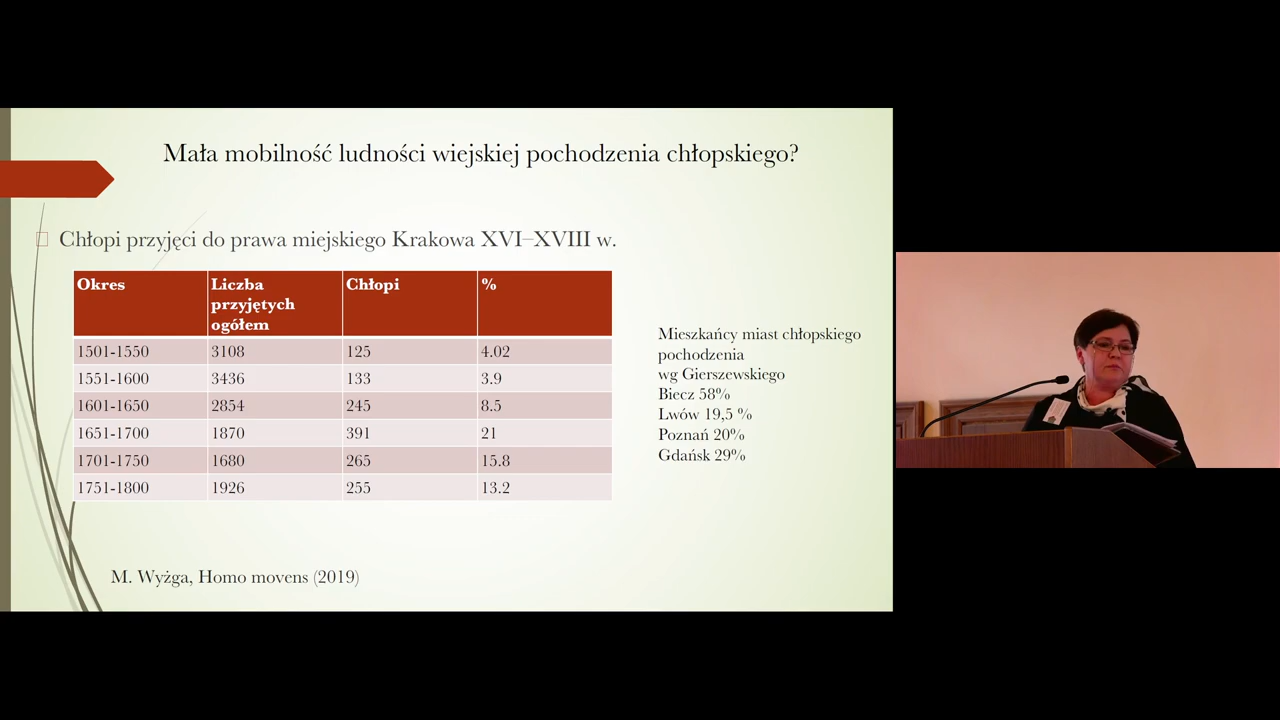 Mała mobilność ludności wiejskiej pochodzenia chłopskiego?
Chłopi przyjęci do prawa miejskiego Krakowa XVI–XVIII w.
Okres Liczba przyjętych ogółem Chłopi %
1501-1550 3108 125 4.02
1551-1600 3436 133 3.9
1601-1650 2854 245 8.5
1651-1700 1870 391 21
1701-1750 1680 265 15.8
1751-1800 1926 255 13.2
Mieszkańcy miast chłopskiego
pochodzenia
wg Gierszewskiego
Biecz 58%
Lwów 19,5 %
Poznań 20%
Gdańsk 29%
M. Wyżga, Homo movens (2019)